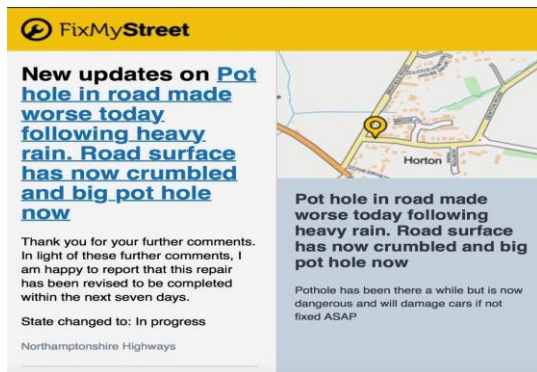 FixMyStreet
New updates on Pot
hole in road made
worse today
following heavy
rain. Road surface
has now crumbled
and big pot hole
now
Thank you for your further comments.
In light of these further comments, I
am happy to report that this repair
has been revised to be completed
within the next seven days.
State changed to: In progress
Northamptonshire Highways
Horton
Pot hole in road made
worse today following
heavy rain. Road surface
has now crumbled and big
pot hole now
Pothole has been there a while but is now
dangerous and will damage cars if not
fixed ASAP